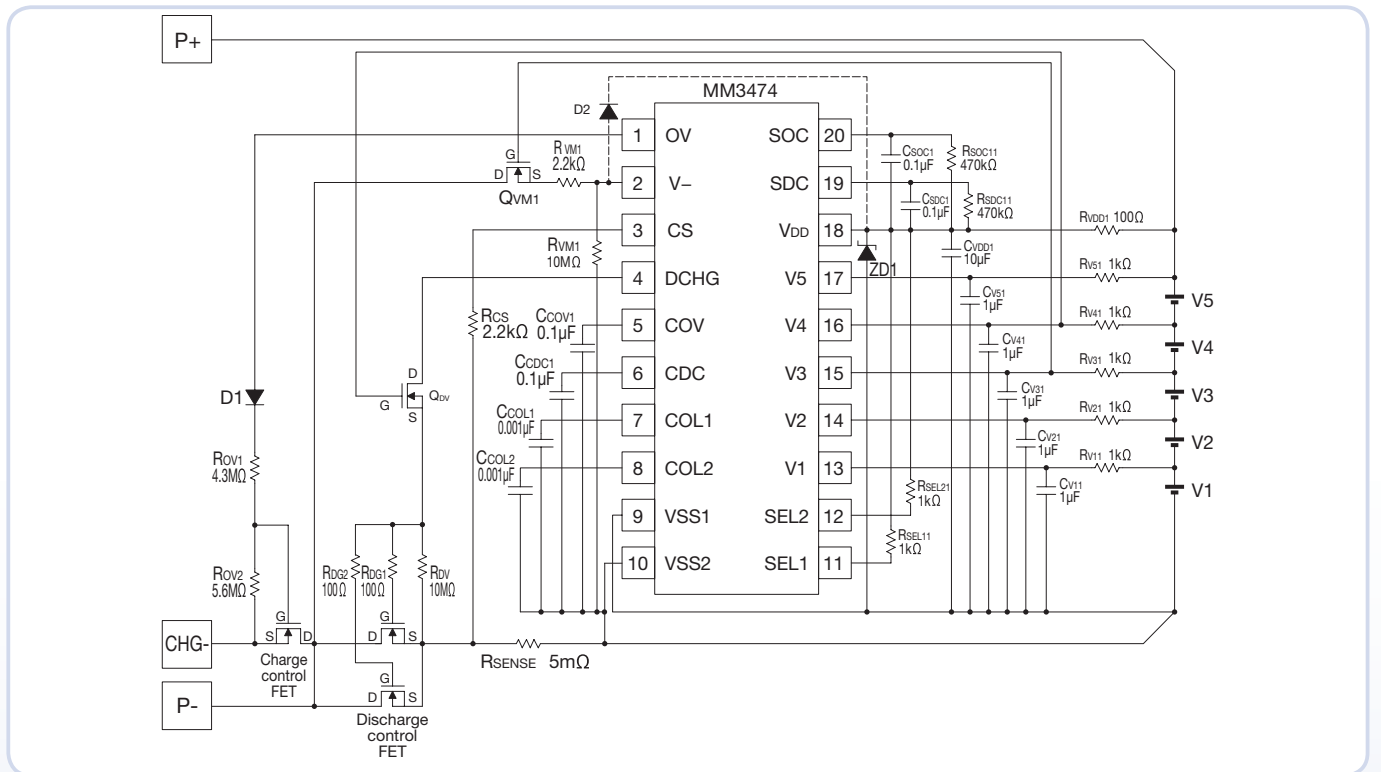 P+
MM3474
D2
1 OV
2 V−
3 CS
4 DCHG
5 COV
6 CDC
7 COL1
8 COL2
9 VSS1
10 VSS2
SOC 20
SDC 19
VDD 18
V5 17
V4 16
V3 15
V2 14
V1 13
SEL2 12
SEL1 11
G
D S
QVM1
RVM1
2.2kΩ
RVM1
10MΩ
RCS
2.2kΩ
CCOV1
0.1μF
CCDC1
0.1μF
CCOL1
0.001μF
CCOL2
0.001μF
D
G
S
QDV
D1
ROV1
4.3MΩ
ROV2
5.6MΩ
RDG2
100Ω
RDG1
100Ω
RDV
10MΩ
CHG-
G
S D
Charge
control
FET
G
D S
RSENSE 5mΩ
P-
G
D S
Discharge
control
FET
CSOC1
0.1μF
RSOC11
470kΩ
CSDC1
0.1μF
RSDC11
470kΩ
ZD1
CVDD1
10μF
RVDD1 100Ω
CV51
1μF
RV51 1kΩ
CV41
1μF
RV41 1kΩ
CV31
1μF
RV31 1kΩ
CV21
1μF
RV21 1kΩ
CV11
1μF
RV11 1kΩ
RSEL21
1kΩ
RSEL11
1kΩ
V5
V4
V3
V2
V1